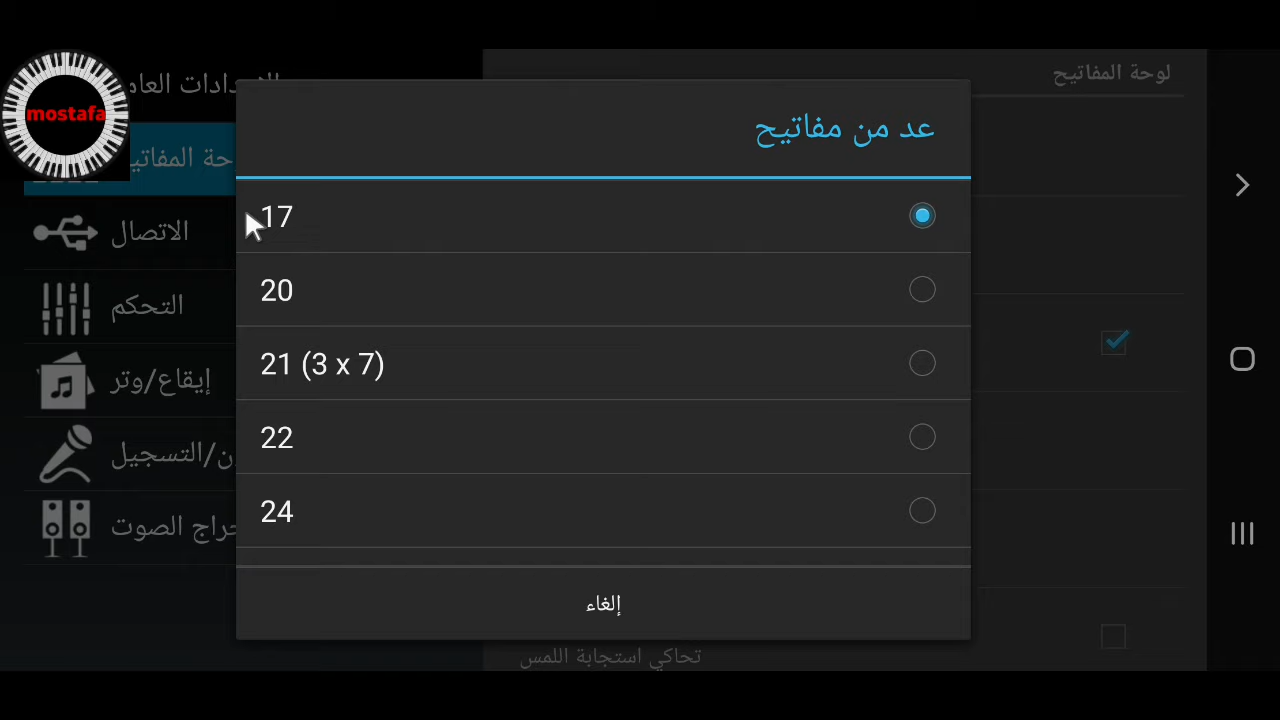 mostafa
لوحة المفاتيح
الاتصال
التحكم
إيقاع/وتر
عد من مفاتيح
17
20
21 (3 x 7)
22
24
إلغاء
تحاكي استجابة اللمس